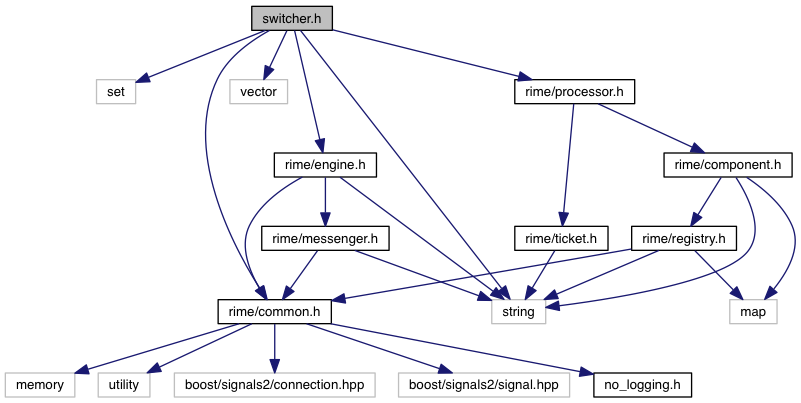 switcher.h
set
vector
rime/processor.h
rime/engine.h
rime/component.h
rime/messenger.h
rime/ticket.h
rime/registry.h
rime/common.h
string
map
memory
utility
boost/signals2/connection.hpp
boost/signals2/signal.hpp
no_logging.h